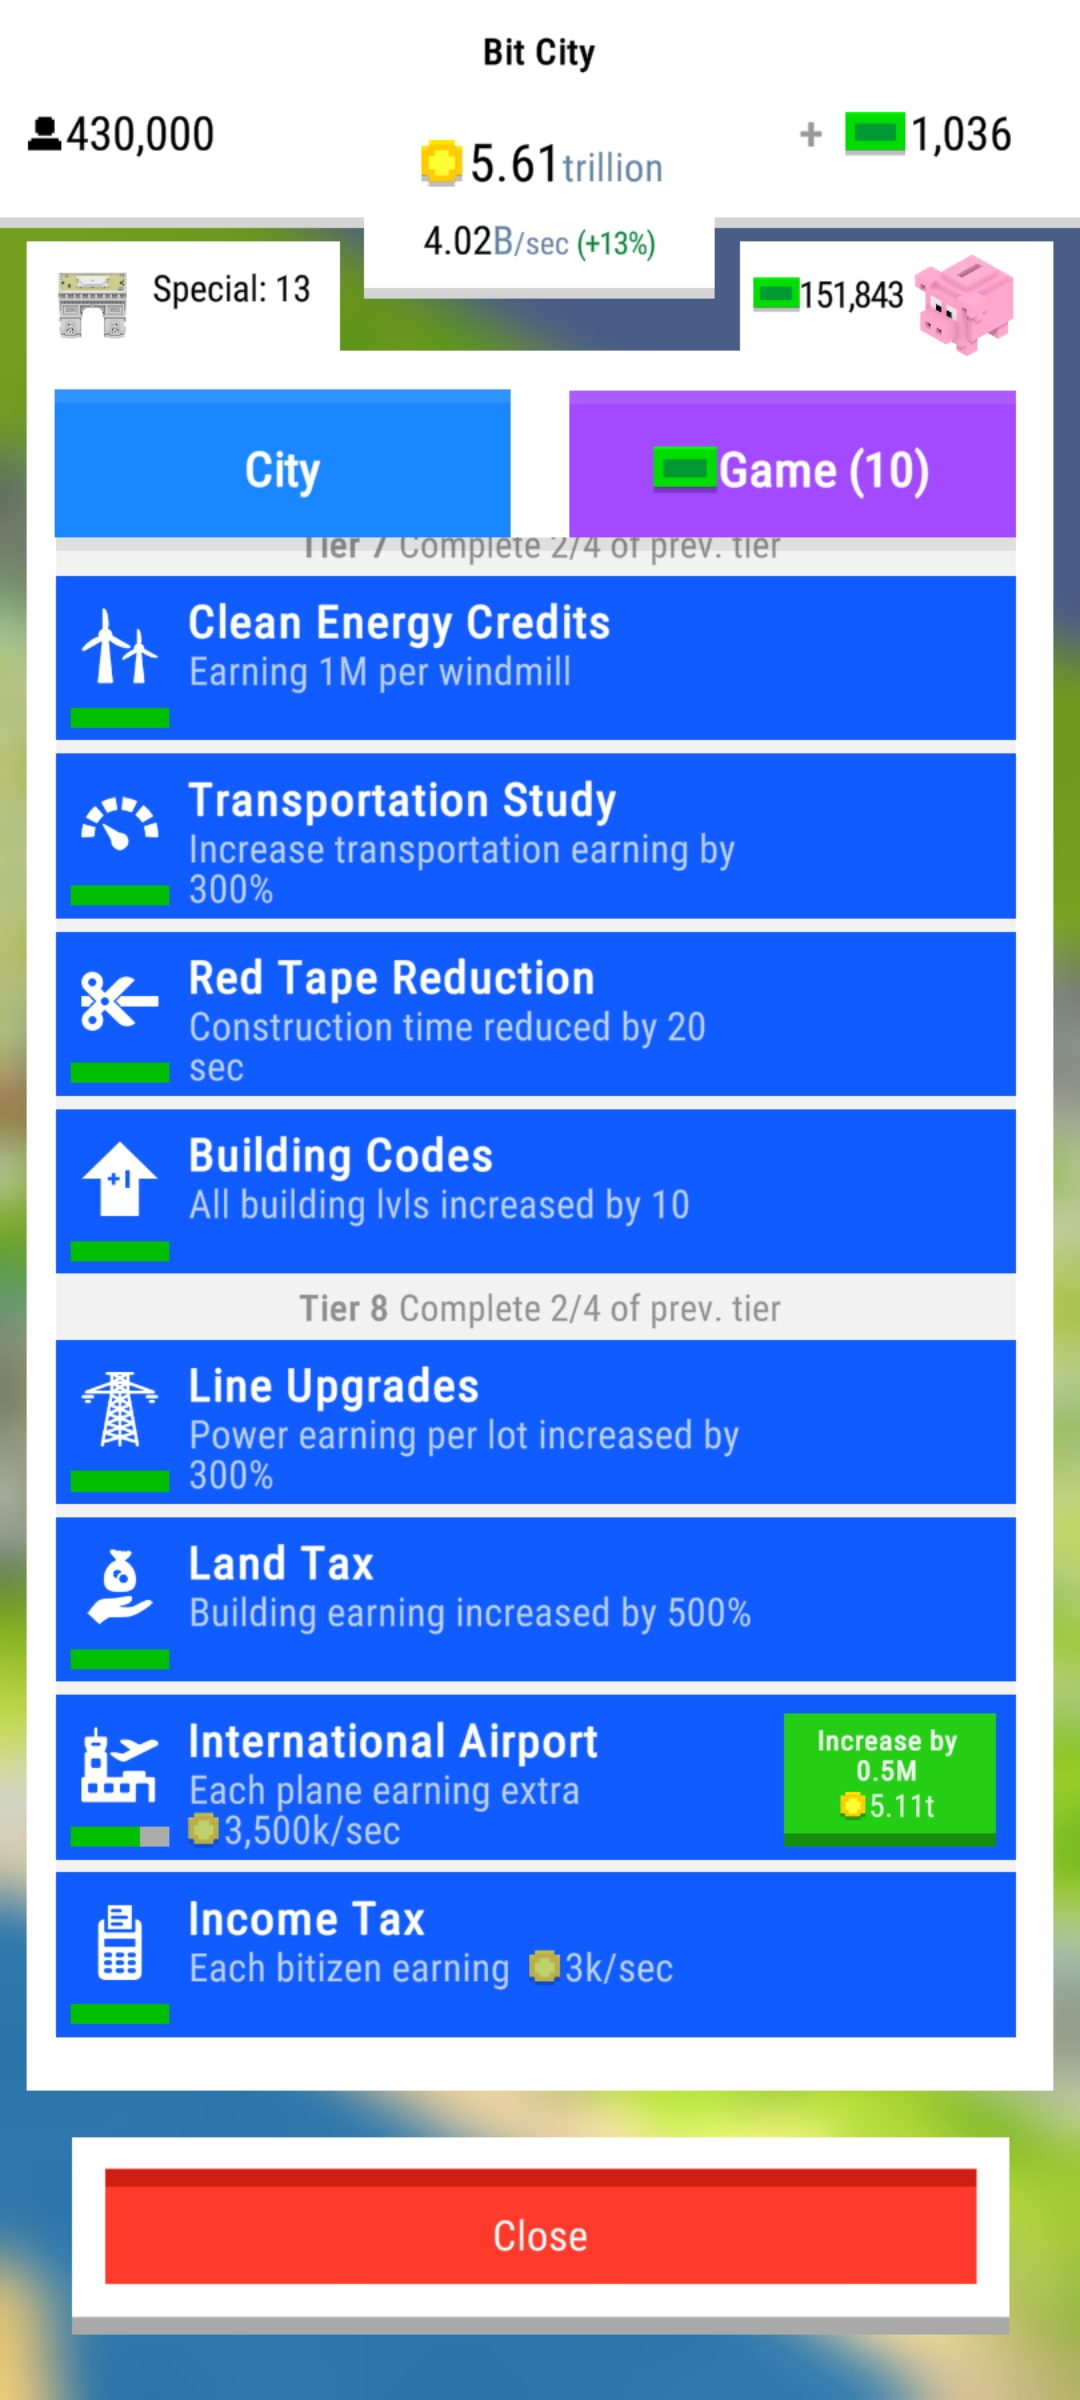 Bit City
430,000
5.61trillion
+ 1,036
4.02B/sec (+13%)
Special: 13
151,843
City
Game (10)
Tier 7 Complete 2/4 of prev. tier
Clean Energy Credits
Earning 1M per windmill
Transportation Study
Increase transportation earning by
300%
Red Tape Reduction
Construction time reduced by 20
sec
+1
Building Codes
All building lvls increased by 10
Tier 8 Complete 2/4 of prev. tier
Line Upgrades
Power earning per lot increased by
300%
Land Tax
Building earning increased by 500%
International Airport
Each plane earning extra
3,500k/sec
Increase by
0.5M
5.11t
Income Tax
Each bitizen earning 3k/sec
Close